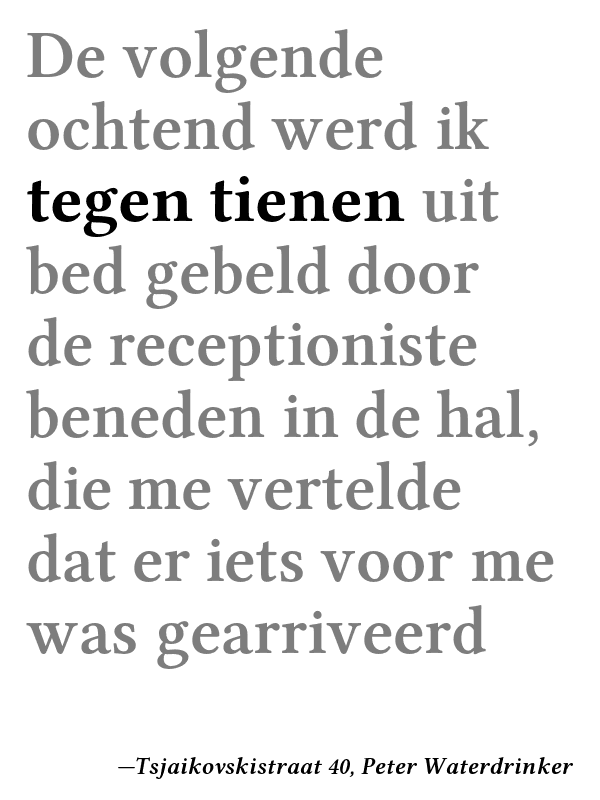 De volgende
ochtend werd ik
tegen tienen uit
bed gebeld door
de receptioniste
beneden in de hal,
die me vertelde
dat er iets voor me
was gearriveerd
—Tsjaikovskistraat 40, Peter Waterdrinker